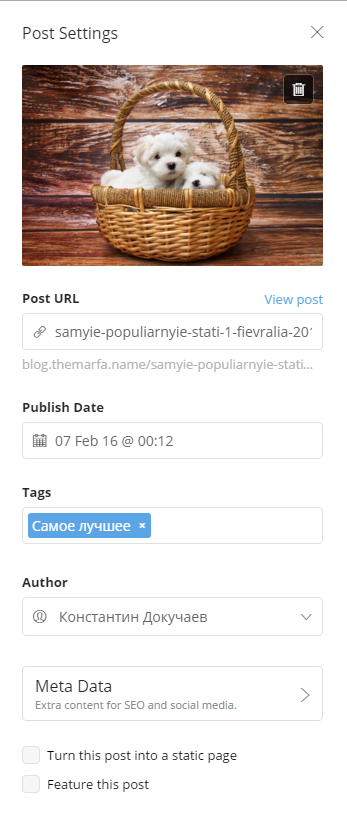 Post Settings
Post URL
View post
samyie-populiarnyie-stati-1-fievralia-201
blog.themarfa.name/samyie-populiarnyie-stati...
Publish Date
07 Feb 16 @ 00:12
Tags
Самое лучшее ×
Author
Константин Докучаев
Meta Data
Extra content for SEO and social media.
Turn this post into a static page
Feature this post